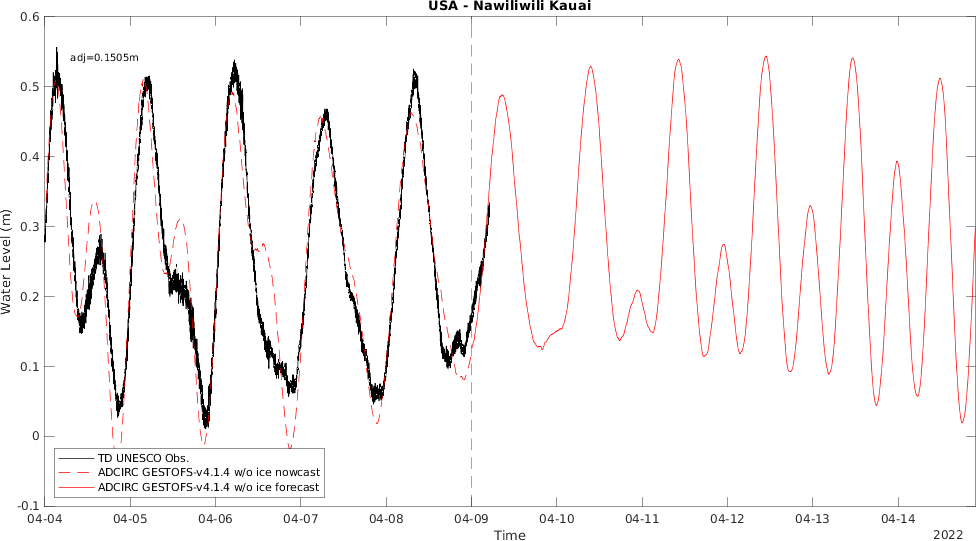 USA - Nawiliwili Kauai
0.6
adj=0.1505m
0.5
0.4
0.3
0.2
0.1
0
-0.1
Water Level (m)
TD UNESCO Obs.
ADCIRC GESTOFS-v4.1.4 w/o ice nowcast
ADCIRC GESTOFS-v4.1.4 w/o ice forecast
04-04 04-05 04-06 04-07 04-08 04-09 04-10 04-11 04-12 04-13 04-14
Time
2022